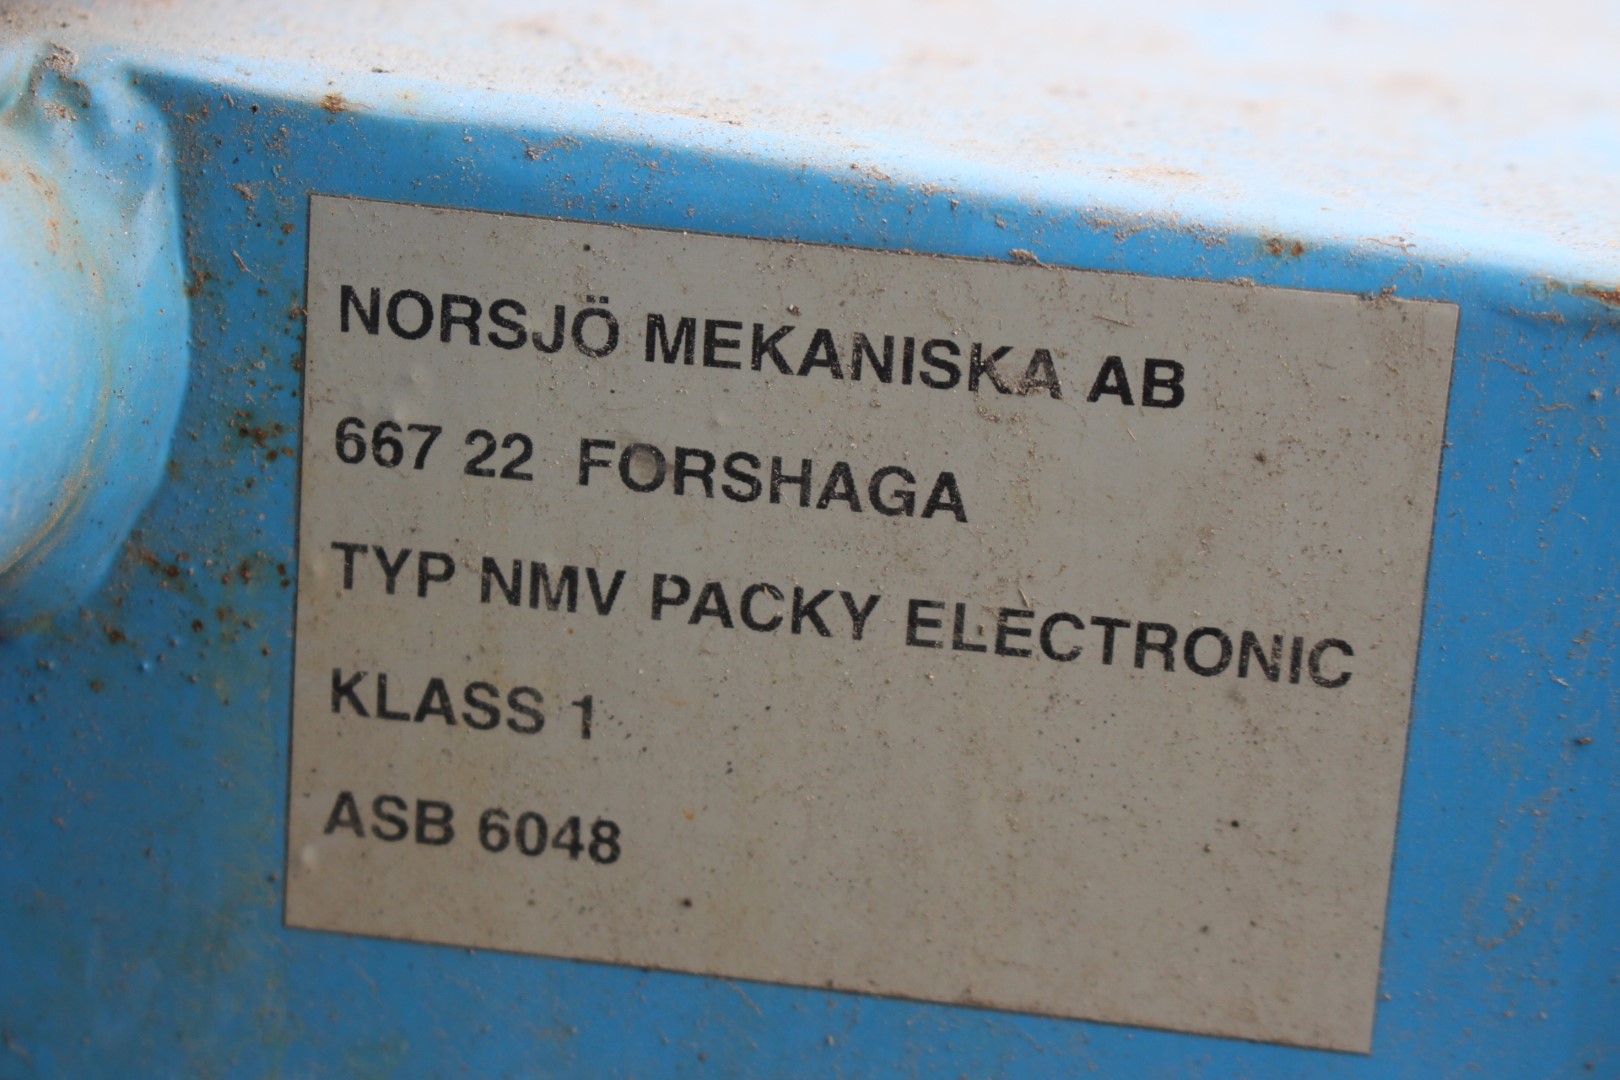 NORSJÖ MEKANISKA AB
667 22 FORSHAGA
TYP NMV PACKY ELECTRONIC
KLASS 1
ASB 6048